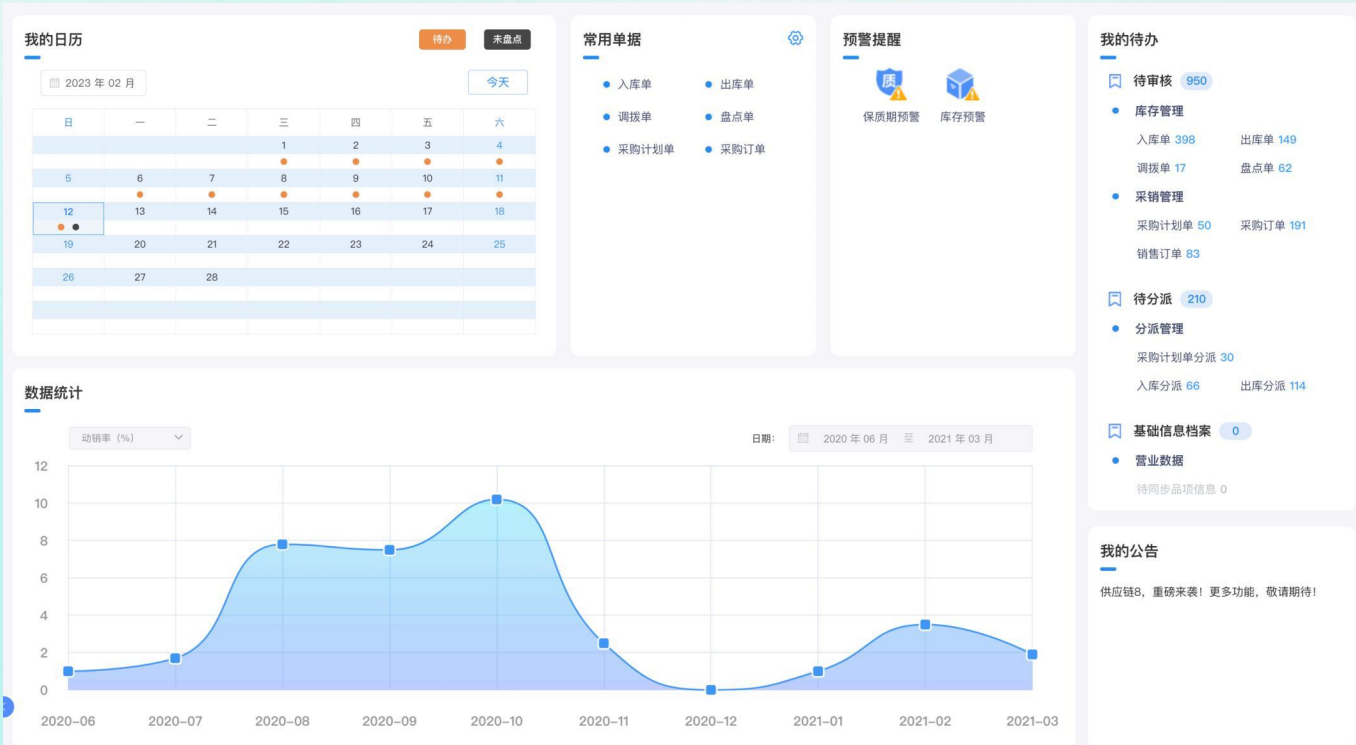 我的日历
待办
未盘点
2023 年 02 月
今天
日 一 二 三 四 五 六
1 2 3 4
5 6 7 8 9 10 11
12 13 14 15 16 17 18
19 20 21 22 23 24 25
26 27 28
常用单据
入库单 出库单
调拨单 盘点单
采购计划单 采购订单
预警提醒
质
保质期预警 库存预警
我的待办
待审核 950
库存管理
入库单 398 出库单 149
调拨单 17 盘点单 62
采销管理
采购计划单 50 采购订单 191
销售订单 83
待分派 210
分派管理
采购计划单分派 30
入库分派 66 出库分派 114
基础信息档案 0
营业数据
待同步品项信息 0
数据统计
动销率（%）
日期: 2020 年 06 月 至 2021 年 03 月
12
10
8
6
4
2
0
2020-06 2020-07 2020-08 2020-09 2020-10 2020-11 2020-12 2021-01 2021-02 2021-03
我的公告
供应链8，重磅来袭！更多功能，敬请期待！